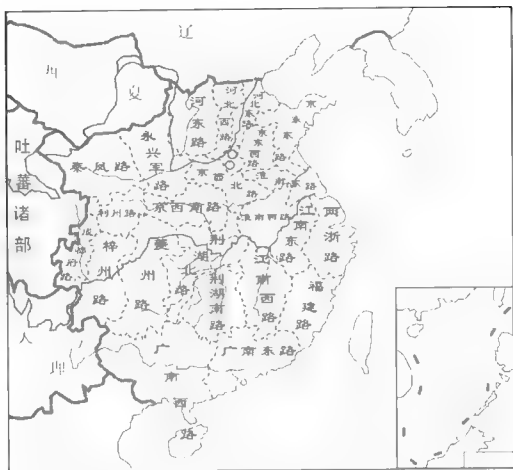 辽
夏
吐蕃诸部
河东路
河北西路
河北东路
京东东路
京东西路
永兴军路
秦凤路
京西北路
京西南路
淮南东路
淮南西路
利州路
成都府路
梓州路
夔州路
荆湖北路
荆湖南路
江南东路
江南西路
两浙路
福建路
广南东路
广南西路